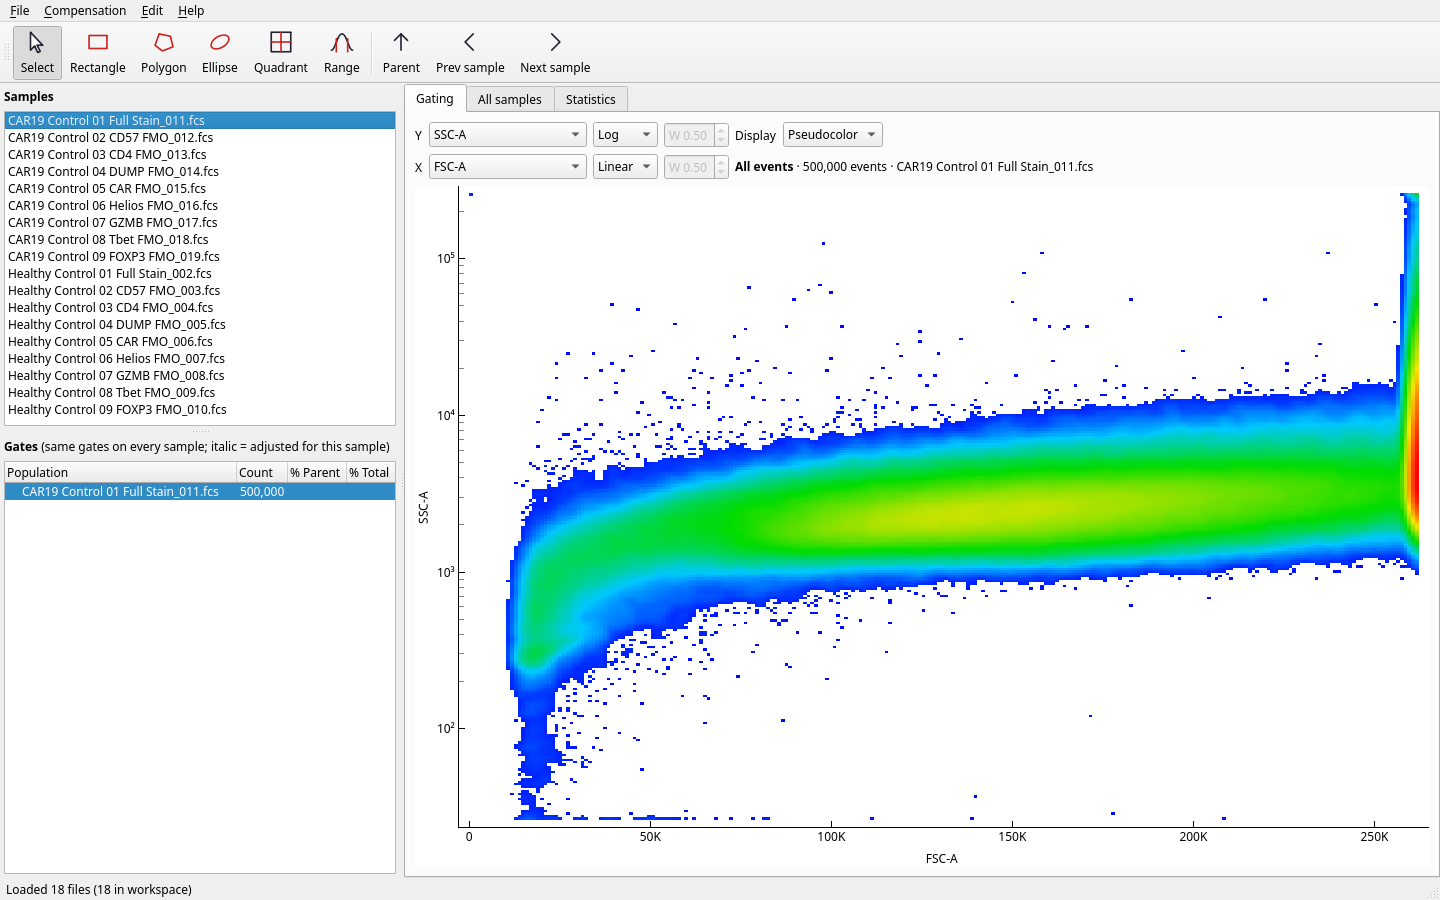 File Compensation Edit Help
Select Rectangle Polygon Ellipse Quadrant Range Parent Prev sample Next sample
Samples
CAR19 Control 01 Full Stain_011.fcs
CAR19 Control 02 CD57 FMO_012.fcs
CAR19 Control 03 CD4 FMO_013.fcs
CAR19 Control 04 DUMP FMO_014.fcs
CAR19 Control 05 CAR FMO_015.fcs
CAR19 Control 06 Helios FMO_016.fcs
CAR19 Control 07 GZMB FMO_017.fcs
CAR19 Control 08 Tbet FMO_018.fcs
CAR19 Control 09 FOXP3 FMO_019.fcs
Healthy Control 01 Full Stain_002.fcs
Healthy Control 02 CD57 FMO_003.fcs
Healthy Control 03 CD4 FMO_004.fcs
Healthy Control 04 DUMP FMO_005.fcs
Healthy Control 05 CAR FMO_006.fcs
Healthy Control 06 Helios FMO_007.fcs
Healthy Control 07 GZMB FMO_008.fcs
Healthy Control 08 Tbet FMO_009.fcs
Healthy Control 09 FOXP3 FMO_010.fcs
Gates (same gates on every sample; italic = adjusted for this sample)
Population Count % Parent % Total
CAR19 Control 01 Full Stain_011.fcs 500,000
Gating All samples Statistics
Y SSC-A Log W 0.50 Display Pseudocolor
X FSC-A Linear W 0.50 All events · 500,000 events · CAR19 Control 01 Full Stain_011.fcs
10⁵
10⁴
10³
10²
SSC-A
0 50K 100K 150K 200K 250K
FSC-A
Loaded 18 files (18 in workspace)